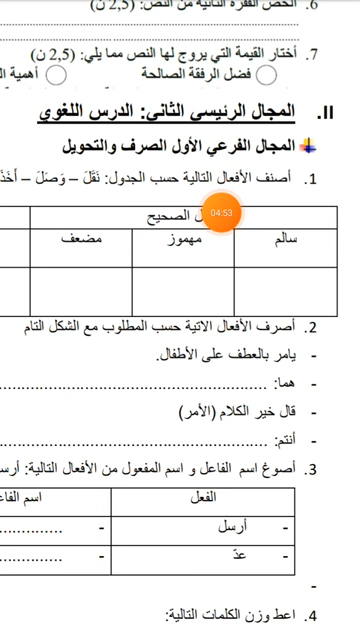 6. ألخص الفقرة الثانية من النص: (2,5 ن)
7. أختار القيمة التي يروج لها النص مما يلي: (2,5 ن)
فضل الرفقة الصالحة
أهمية
II. المجال الرئيسي الثاني: الدرس اللغوي
المجال الفرعي الأول الصرف والتحويل
1. أصنف الأفعال التالية حسب الجدول: نَقَلَ – وَصَلَ – أَخَذَ
الصحيح
04:53
سالم مهموز مضعف
2. أصرف الأفعال الاتية حسب المطلوب مع الشكل التام
- يامر بالعطف على الأطفال.
- هما: ......................................
- قال خير الكلام (الأمر)
- أنتم: ......................................
3. أصوغ اسم الفاعل و اسم المفعول من الأفعال التالية:
الفعل اسم
- أرسل - ..............
- عدّ - ..............
-
4. اعط وزن الكلمات التالية: